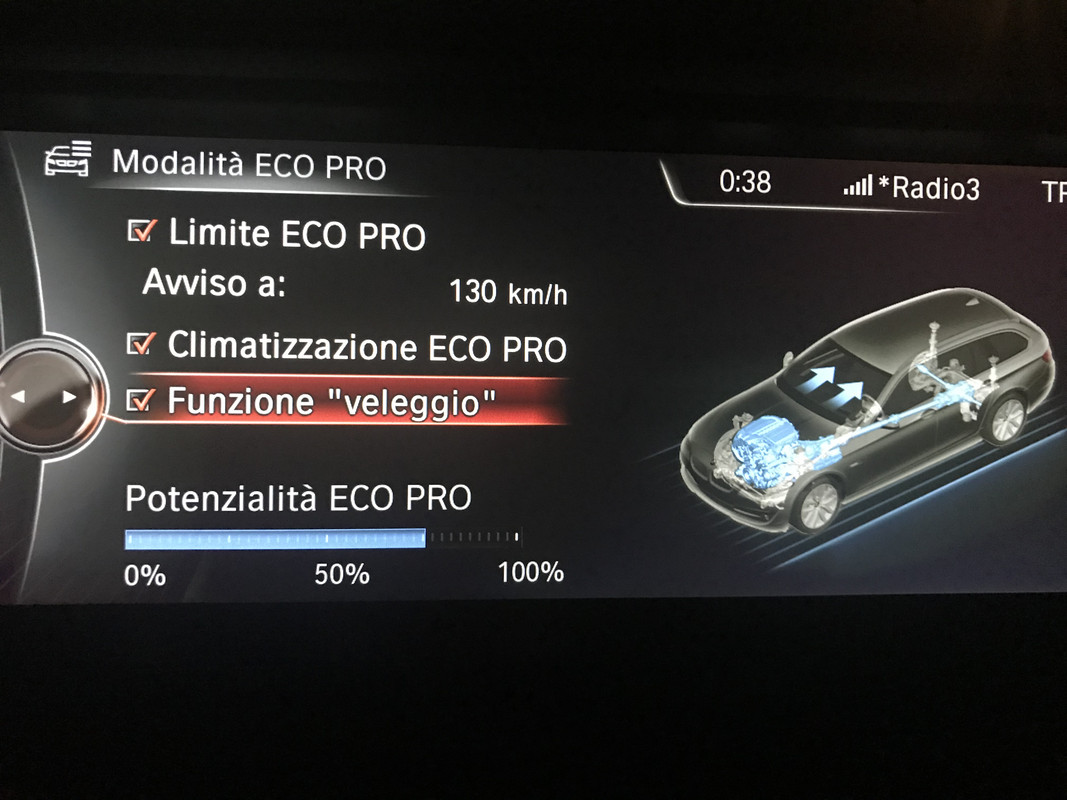 Modalità ECO PRO
0:38 *Radio3 TP
Limite ECO PRO
Avviso a: 130 km/h
Climatizzazione ECO PRO
Funzione "veleggio"
Potenzialità ECO PRO
0% 50% 100%